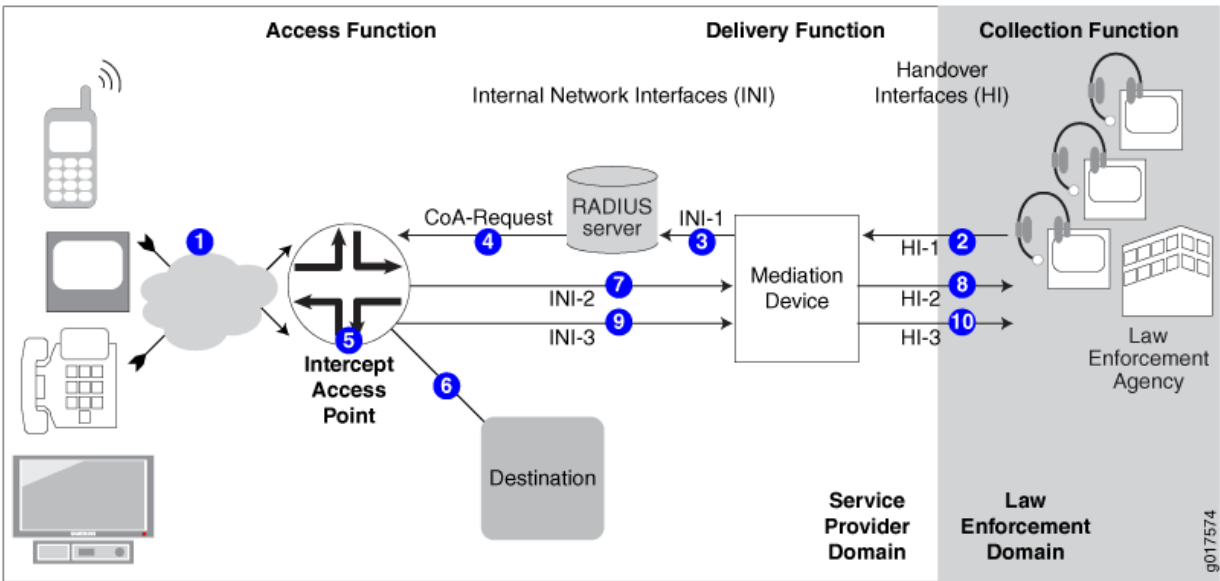 Access Function
Delivery Function
Collection Function
Internal Network Interfaces (INI)
Handover
Interfaces (HI)
1
CoA-Request
4
RADIUS
server
INI-1
3
HI-1
2
Mediation
Device
7
INI-2
HI-2
8
9
INI-3
HI-3
10
5
Intercept
Access
Point
6
Law
Enforcement
Agency
Destination
Service
Provider
Domain
Law
Enforcement
Domain
g017574